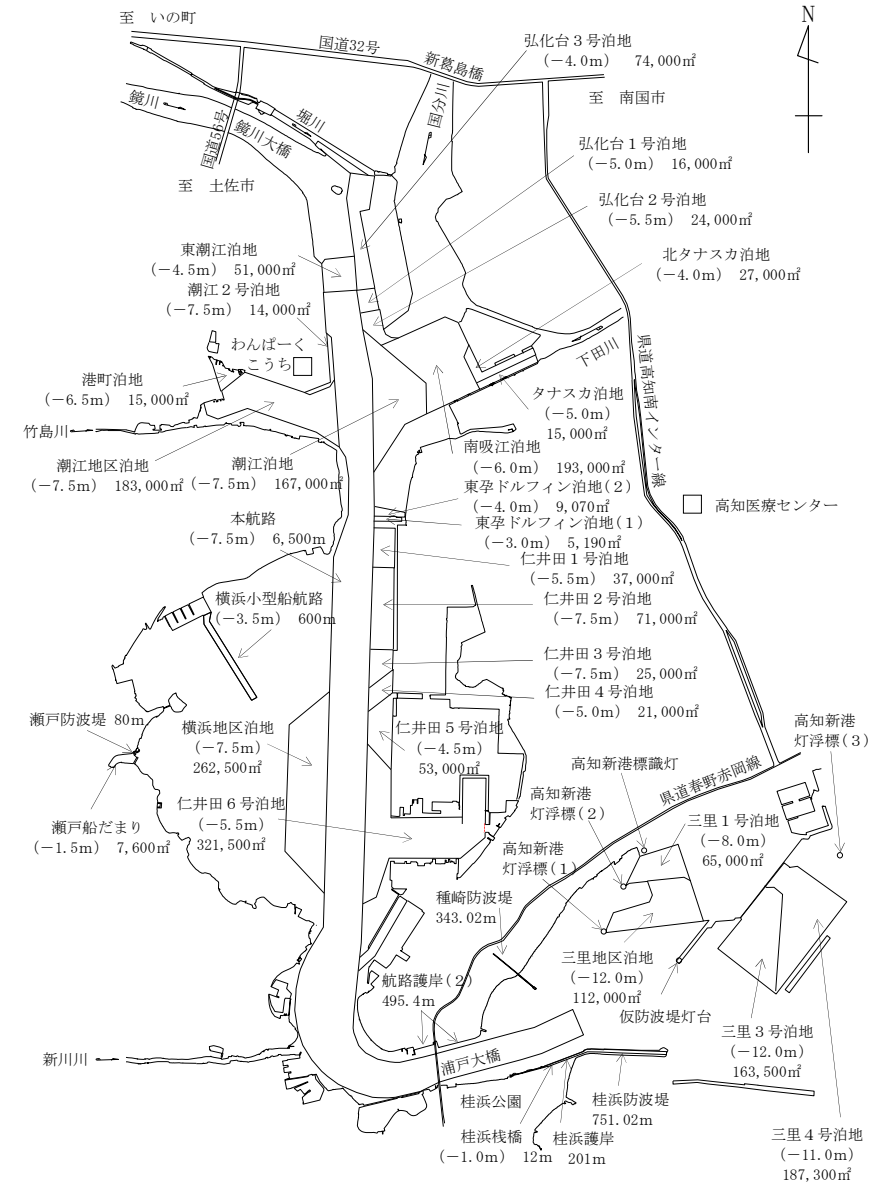 至　いの町
国道32号
新葛島橋
弘化台３号泊地
(－4.0m)　74,000㎡
N
至　南国市
鏡川
堀川
国分川
国道56号
鏡川大橋
至　土佐市
弘化台１号泊地
(－5.0m)　16,000㎡
弘化台２号泊地
(－5.5m)　24,000㎡
東潮江泊地
(－4.5m)　51,000㎡
北タナスカ泊地
(－4.0m)　27,000㎡
潮江２号泊地
(－7.5m)　14,000㎡
わんぱーく
こうち
下田川
県道高知南インター線
港町泊地
(－6.5m)　15,000㎡
タナスカ泊地
(－5.0m)
15,000㎡
竹島川
潮江地区泊地
(－7.5m)　183,000㎡
潮江泊地
(－7.5m)　167,000㎡
南吸江泊地
(－6.0m)　193,000㎡
東孕ドルフィン泊地(2)
(－4.0m)　9,070㎡
東孕ドルフィン泊地(1)
(－3.0m)　5,190㎡
高知医療センター
本航路
(－7.5m)　6,500m
仁井田１号泊地
(－5.5m)　37,000㎡
横浜小型船航路
(－3.5m)　600m
仁井田２号泊地
(－7.5m)　71,000㎡
仁井田３号泊地
(－7.5m)　25,000㎡
仁井田４号泊地
(－5.0m)　21,000㎡
瀬戸防波堤 80m
横浜地区泊地
(－7.5m)
262,500㎡
仁井田５号泊地
(－4.5m)
53,000㎡
高知新港
灯浮標(3)
高知新港標識灯
県道春野赤岡線
高知新港
灯浮標(2)
仁井田６号泊地
(－5.5m)
321,500㎡
瀬戸船だまり
(－1.5m)　7,600㎡
三里１号泊地
(－8.0m)
65,000㎡
高知新港
灯浮標(1)
種崎防波堤
343.02m
三里地区泊地
(－12.0m)
112,000㎡
航路護岸(2)
495.4m
仮防波堤灯台
三里３号泊地
(－12.0m)
163,500㎡
新川川
浦戸大橋
桂浜公園
桂浜防波堤
751.02m
桂浜桟橋
(－1.0m)　12m
桂浜護岸
201m
三里４号泊地
(－11.0m)
187,300㎡